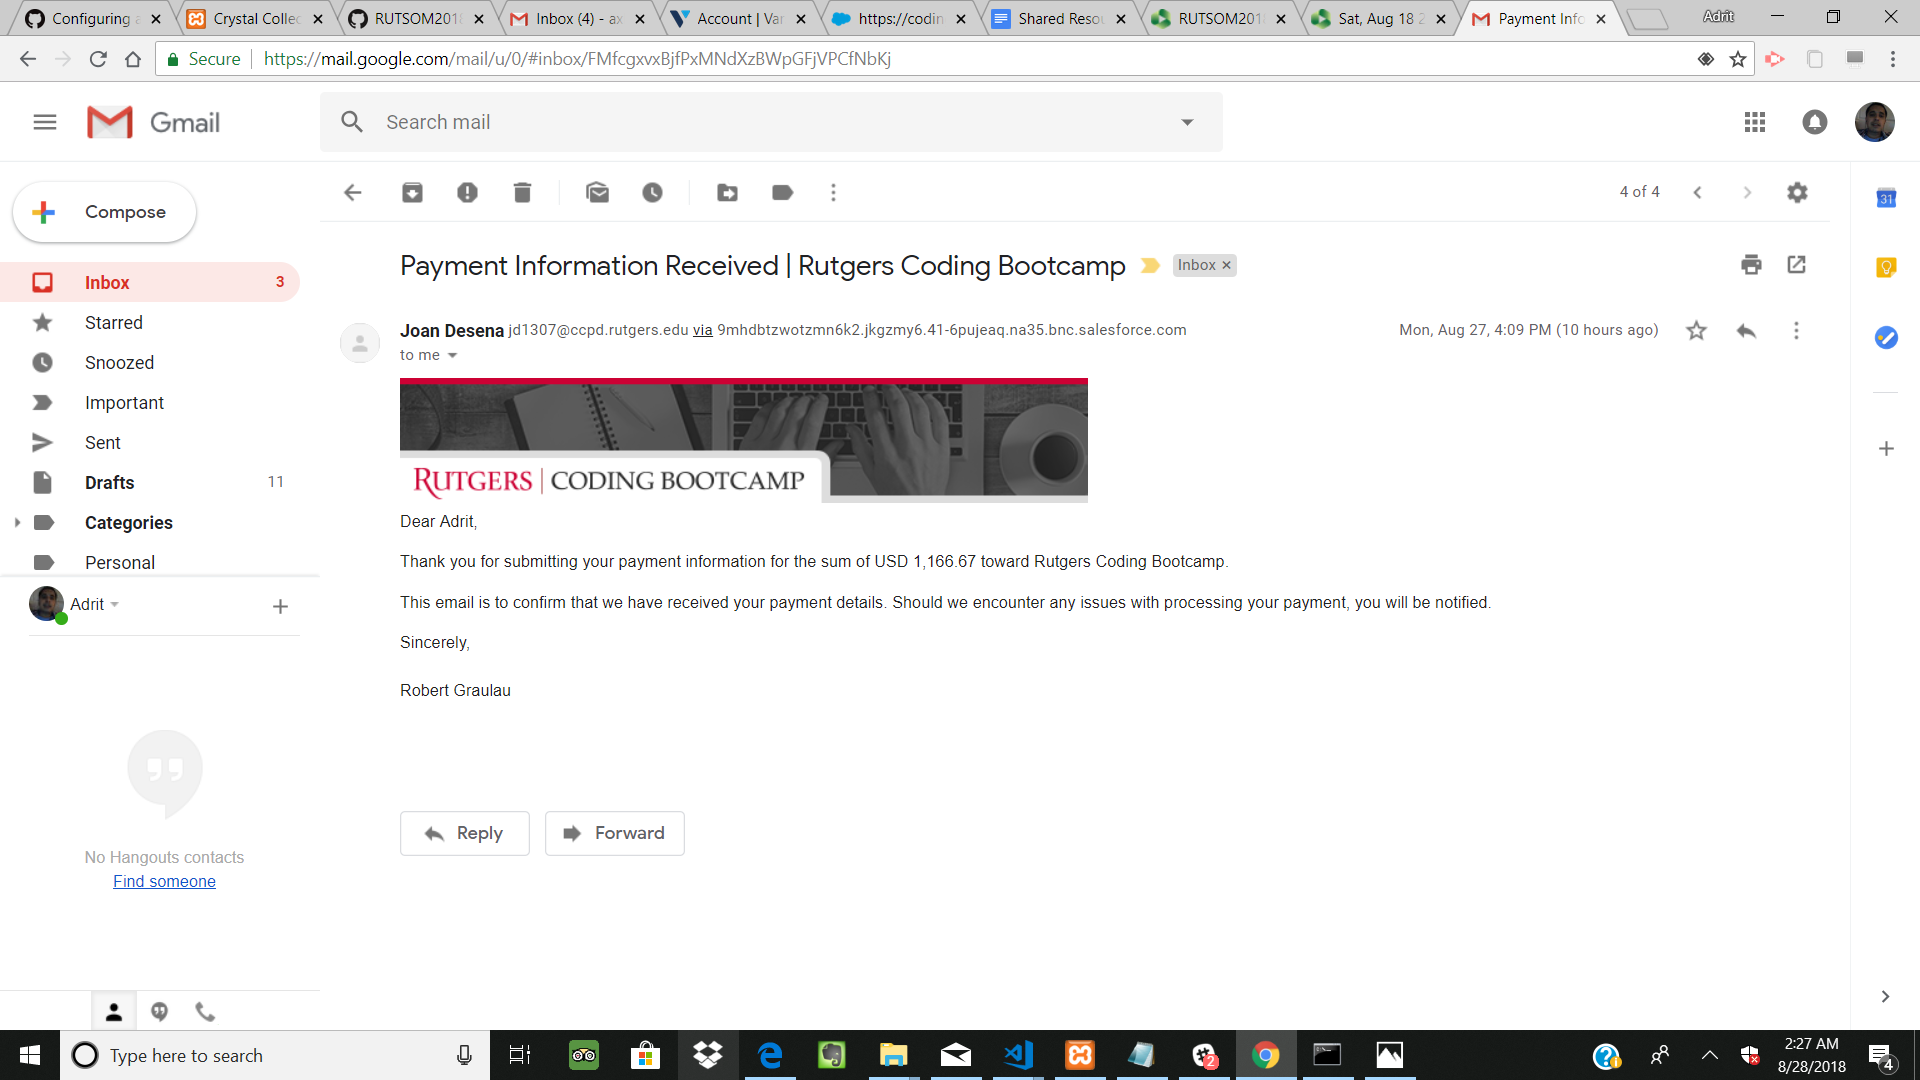 Configuring a
Crystal Collec
RUTSOM2018
Inbox (4) - ax
Account | Van
https://codin
Shared Resou
RUTSOM2018
Sat, Aug 18 2
Payment Info
Adrit
Secure
https://mail.google.com/mail/u/0/#inbox/FMfcgxvxBjfPxMNdXzBWpGFjVPCfNbKj
Gmail
Search mail
Compose
4 of 4
31
Payment Information Received | Rutgers Coding Bootcamp
Inbox ×
Inbox 3
Starred
Snoozed
Important
Sent
Drafts 11
Categories
Personal
Joan Desena jd1307@ccpd.rutgers.edu via 9mhdbtzwotzmn6k2.jkgzmy6.41-6pujeaq.na35.bnc.salesforce.com
Mon, Aug 27, 4:09 PM (10 hours ago)
to me
RUTGERS | CODING BOOTCAMP
Dear Adrit,
Thank you for submitting your payment information for the sum of USD 1,166.67 toward Rutgers Coding Bootcamp.
This email is to confirm that we have received your payment details. Should we encounter any issues with processing your payment, you will be notified.
Sincerely,
Robert Graulau
Adrit
No Hangouts contacts
Find someone
Reply
Forward
Type here to search
2
2:27 AM
8/28/2018
4